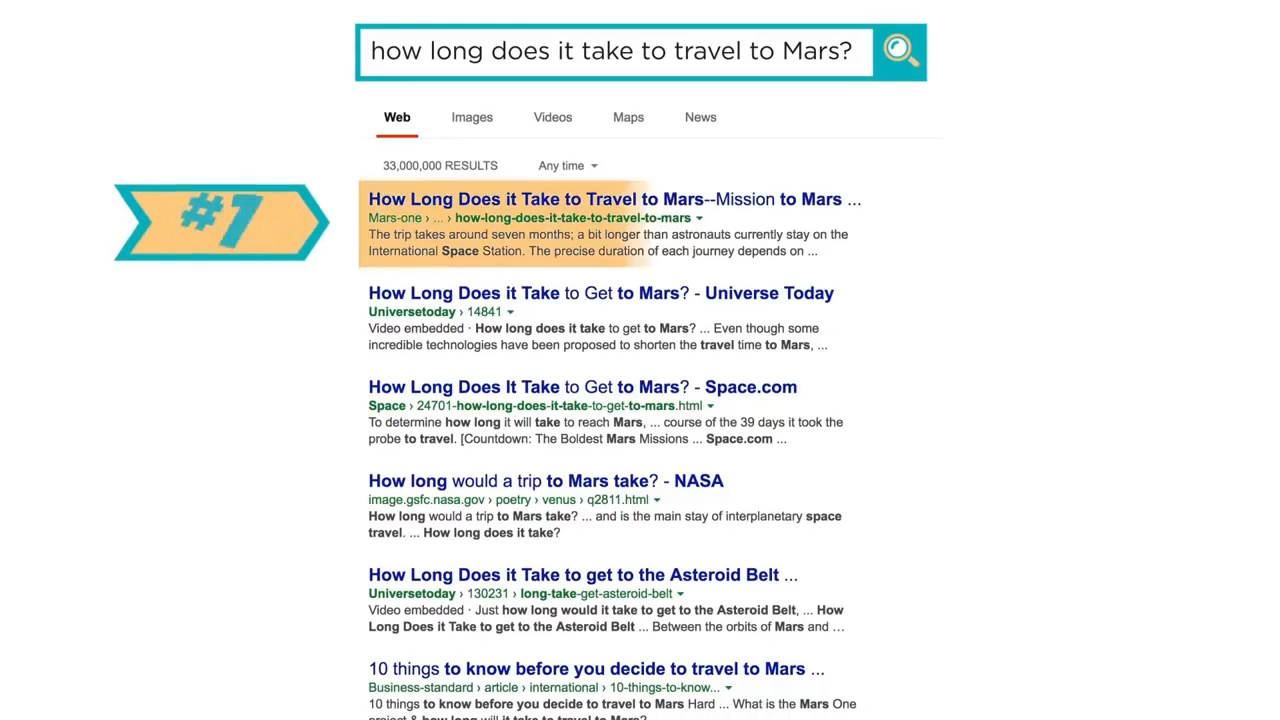 how long does it take to travel to Mars?
Web Images Videos Maps News
33,000,000 RESULTS Any time
#1
How Long Does it Take to Travel to Mars--Mission to Mars ...
Mars-one › ... › how-long-does-it-take-to-travel-to-mars
The trip takes around seven months; a bit longer than astronauts currently stay on the
International Space Station. The precise duration of each journey depends on ...
How Long Does it Take to Get to Mars? - Universe Today
Universetoday › 14841
Video embedded · How long does it take to get to Mars? ... Even though some
incredible technologies have been proposed to shorten the travel time to Mars, ...
How Long Does It Take to Get to Mars? - Space.com
Space › 24701-how-long-does-it-take-to-get-to-mars.html
To determine how long it will take to reach Mars, ... course of the 39 days it took the
probe to travel. [Countdown: The Boldest Mars Missions ... Space.com ...
How long would a trip to Mars take? - NASA
image.gsfc.nasa.gov › poetry › venus › q2811.html
How long would a trip to Mars take? ... and is the main stay of interplanetary space
travel. ... How long does it take?
How Long Does it Take to get to the Asteroid Belt ...
Universetoday › 130231 › long-take-get-asteroid-belt
Video embedded · Just how long would it take to get to the Asteroid Belt, ... How
Long Does it Take to get to the Asteroid Belt ... Between the orbits of Mars and ...
10 things to know before you decide to travel to Mars ...
Business-standard › article › international › 10-things-to-know...
10 things to know before you decide to travel to Mars Hard ... What is the Mars One
project & how long will it take to travel to Mars?